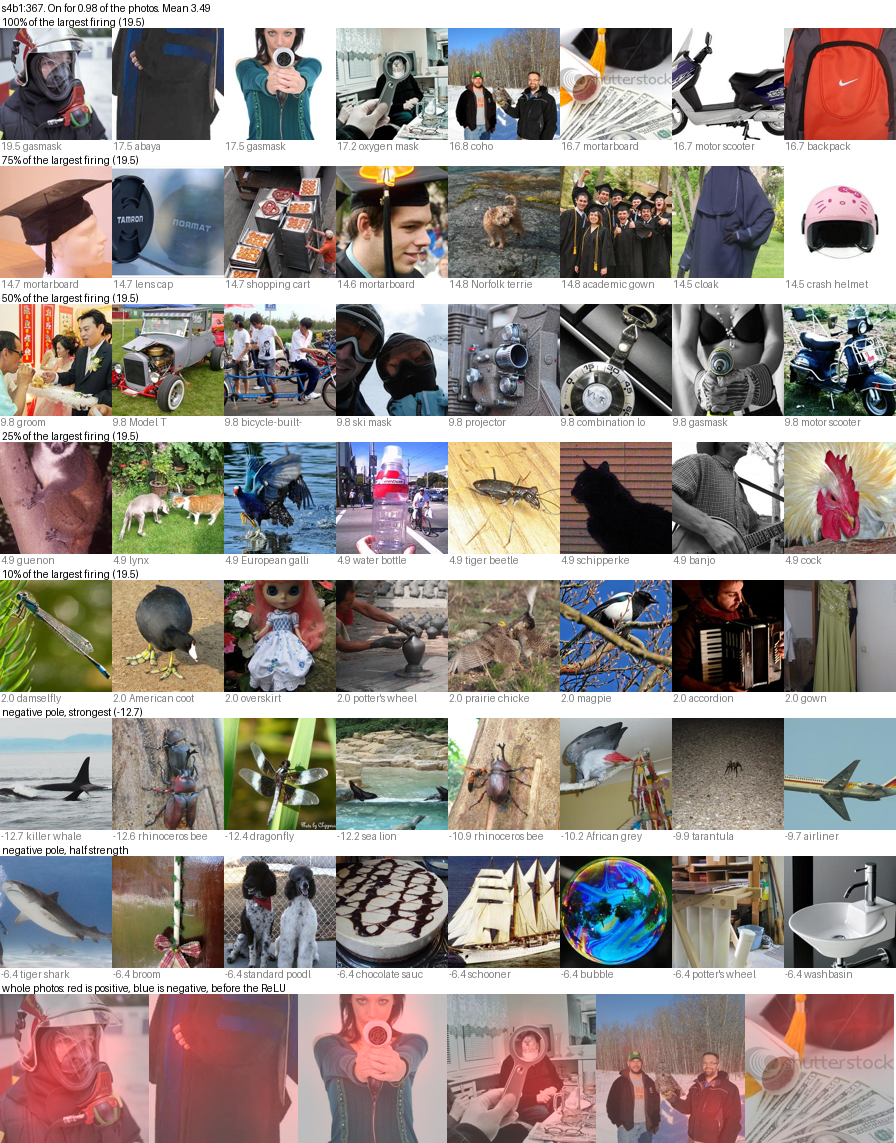 s4b1:367. On for 0.98 of the photos. Mean 3.49
100% of the largest firing (19.5)
shutterstock
19.5 gasmask 17.5 abaya 17.5 gasmask 17.2 oxygen mask 16.8 coho 16.7 mortarboard 16.7 motor scooter 16.7 backpack
75% of the largest firing (19.5)
TAMRON NORMAT
14.7 mortarboard 14.7 lens cap 14.7 shopping cart 14.6 mortarboard 14.8 Norfolk terrie 14.8 academic gown 14.5 cloak 14.5 crash helmet
50% of the largest firing (19.5)
9.8 groom 9.8 Model T 9.8 bicycle-built- 9.8 ski mask 9.8 projector 9.8 combination lo 9.8 gasmask 9.8 motor scooter
25% of the largest firing (19.5)
4.9 guenon 4.9 lynx 4.9 European galli 4.9 water bottle 4.9 tiger beetle 4.9 schipperke 4.9 banjo 4.9 cock
10% of the largest firing (19.5)
2.0 damselfly 2.0 American coot 2.0 overskirt 2.0 potter's wheel 2.0 prairie chicke 2.0 magpie 2.0 accordion 2.0 gown
negative pole, strongest (-12.7)
-12.7 killer whale -12.6 rhinoceros bee -12.4 dragonfly -12.2 sea lion -10.9 rhinoceros bee -10.2 African grey -9.9 tarantula -9.7 airliner
negative pole, half strength
-6.4 tiger shark -6.4 broom -6.4 standard poodl -6.4 chocolate sauc -6.4 schooner -6.4 bubble -6.4 potter's wheel -6.4 washbasin
whole photos: red is positive, blue is negative, before the ReLU
shutterstock